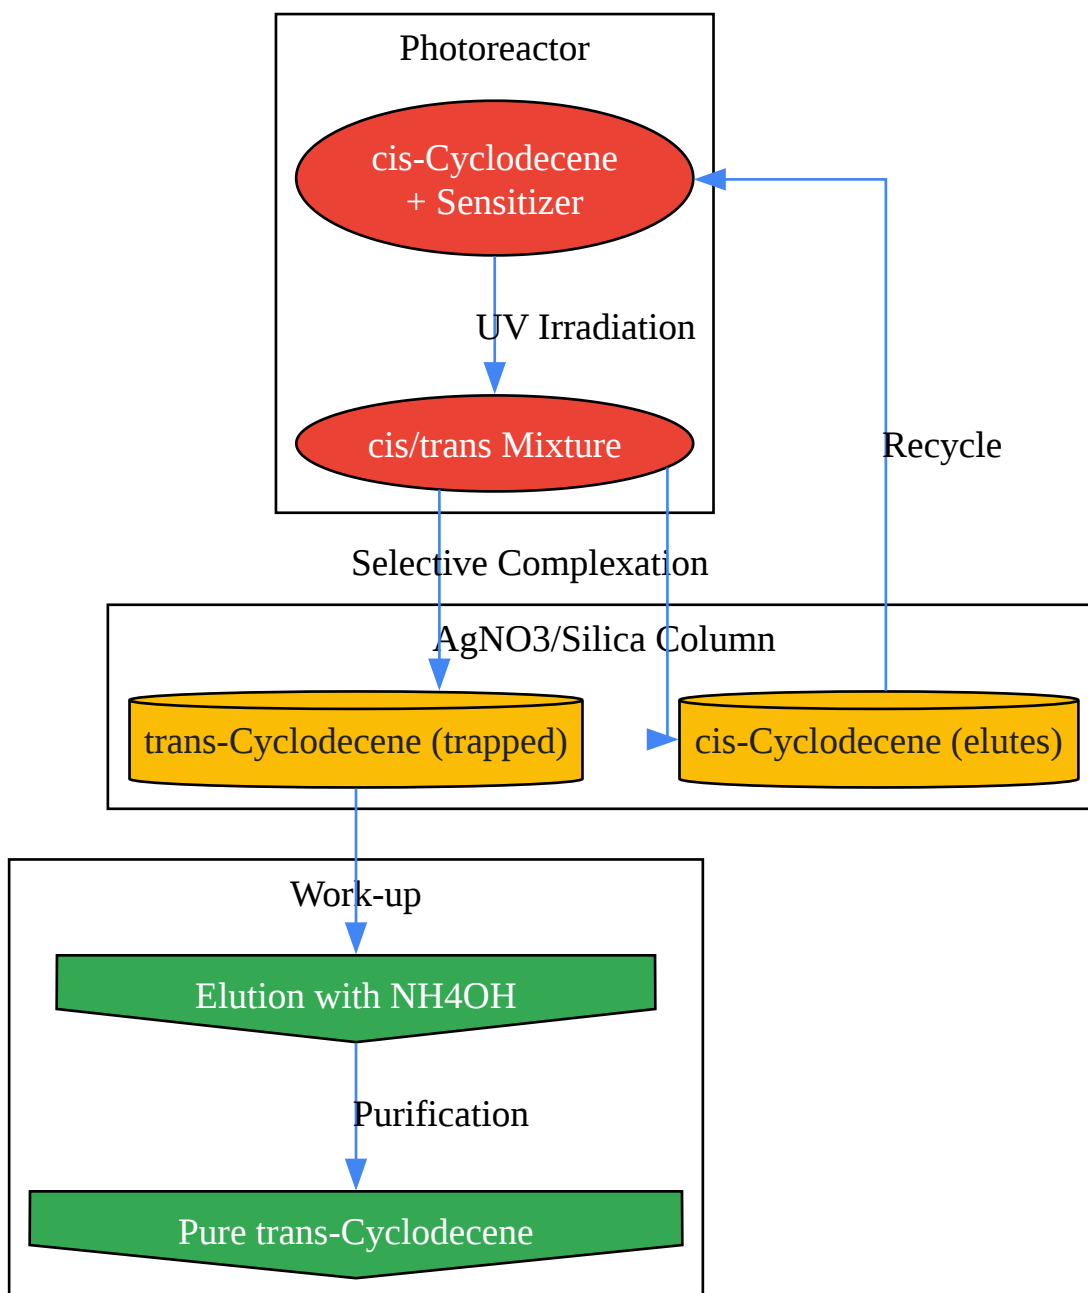 Photoreactor
cis-Cyclodecene
+ Sensitizer
UV Irradiation
cis/trans Mixture
Recycle
Selective Complexation
AgNO3/Silica Column
trans-Cyclodecene (trapped)
cis-Cyclodecene (elutes)
Work-up
Elution with NH4OH
Purification
Pure trans-Cyclodecene